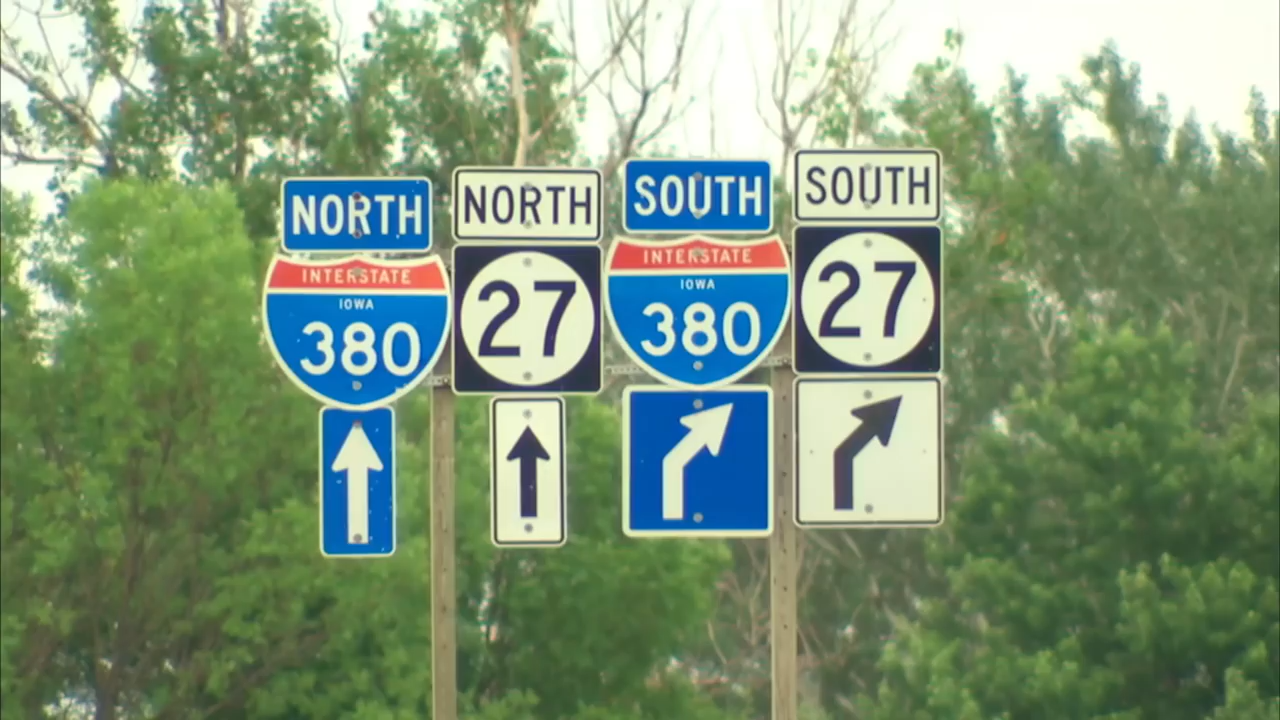 NORTH
INTERSTATE
IOWA
380
NORTH
27
SOUTH
INTERSTATE
IOWA
380
SOUTH
27